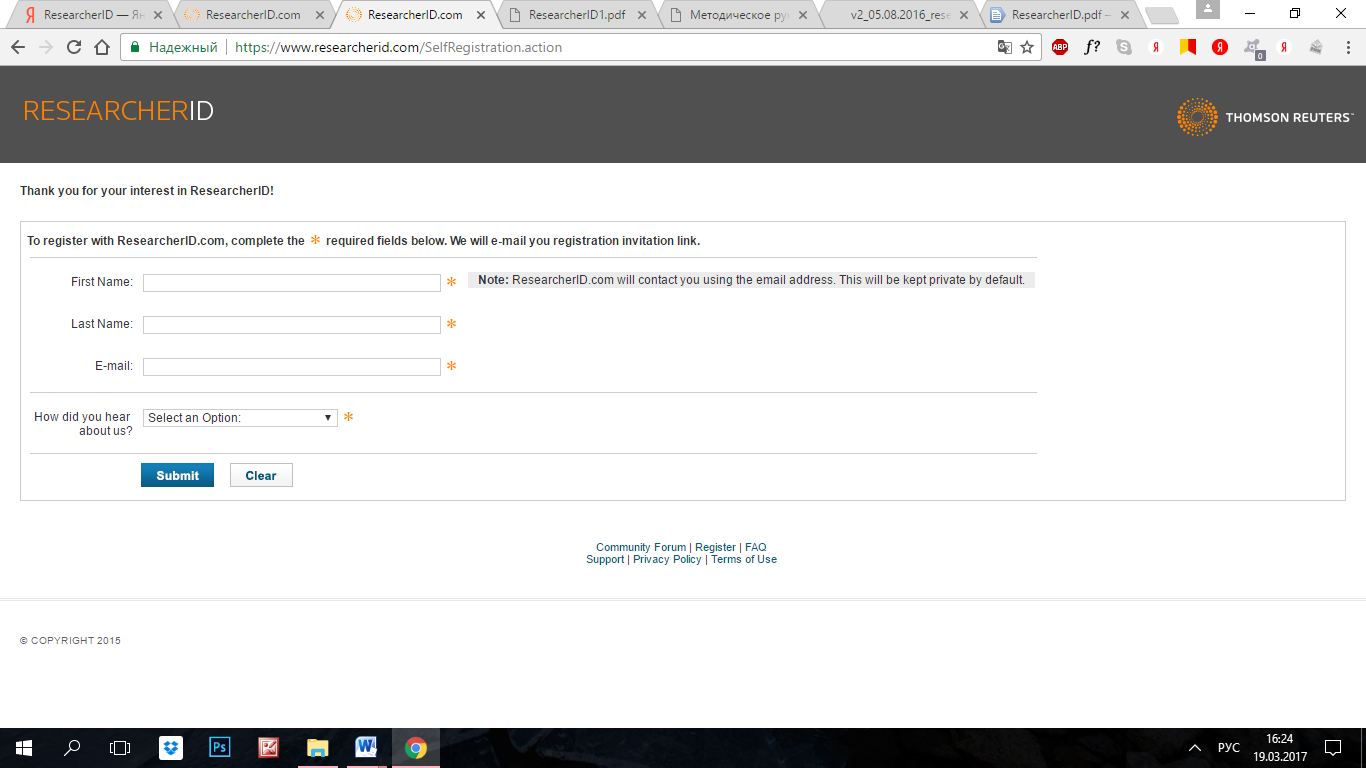 ResearcherID — Ян
ResearcherID.com
ResearcherID.com
ResearcherID1.pdf
Методическое рук
v2_05.08.2016_rese
ResearcherID.pdf –
Надежный
https://www.researcherid.com/SelfRegistration.action
ABP
f?
0
RESEARCHERID
THOMSON REUTERS™
Thank you for your interest in ResearcherID!
To register with ResearcherID.com, complete the * required fields below. We will e-mail you registration invitation link.
First Name: *
Note: ResearcherID.com will contact you using the email address. This will be kept private by default.
Last Name: *
E-mail: *
How did you hear
about us?
Select an Option: *
Submit
Clear
Community Forum | Register | FAQ
Support | Privacy Policy | Terms of Use
© COPYRIGHT 2015
Ps
W
РУС
16:24
19.03.2017